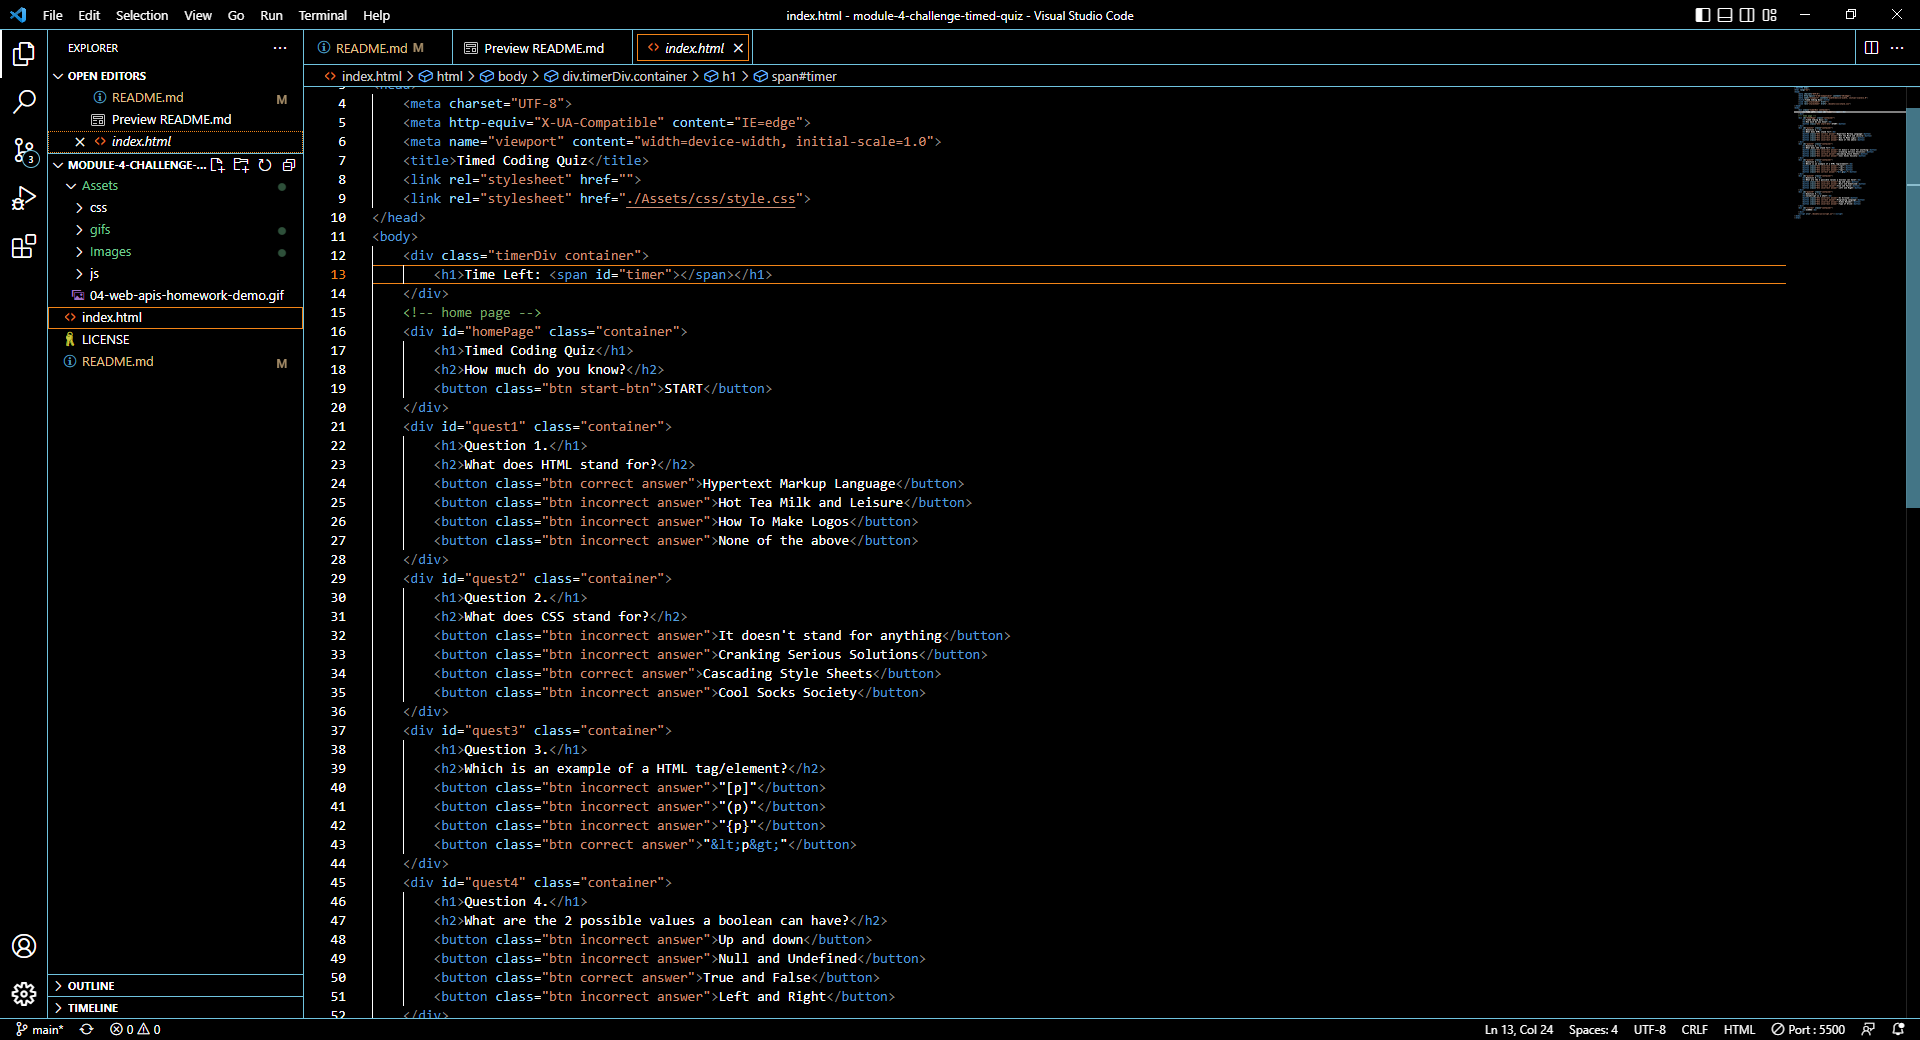 File Edit Selection View Go Run Terminal Help
index.html - module-4-challenge-timed-quiz - Visual Studio Code
EXPLORER
OPEN EDITORS
README.md M
Preview README.md
index.html
MODULE-4-CHALLENGE-...
Assets
css
gifs
Images
js
04-web-apis-homework-demo.gif
index.html
LICENSE
README.md M
OUTLINE
TIMELINE
3
README.md M
Preview README.md
index.html
index.html > html > body > div.timerDiv.container > h1 > span#timer
4 <meta charset="UTF-8">
5 <meta http-equiv="X-UA-Compatible" content="IE=edge">
6 <meta name="viewport" content="width=device-width, initial-scale=1.0">
7 <title>Timed Coding Quiz</title>
8 <link rel="stylesheet" href="">
9 <link rel="stylesheet" href="./Assets/css/style.css">
10 </head>
11 <body>
12 <div class="timerDiv container">
13 <h1>Time Left: <span id="timer"></span></h1>
14 </div>
15 <!-- home page -->
16 <div id="homePage" class="container">
17 <h1>Timed Coding Quiz</h1>
18 <h2>How much do you know?</h2>
19 <button class="btn start-btn">START</button>
20 </div>
21 <div id="quest1" class="container">
22 <h1>Question 1.</h1>
23 <h2>What does HTML stand for?</h2>
24 <button class="btn correct answer">Hypertext Markup Language</button>
25 <button class="btn incorrect answer">Hot Tea Milk and Leisure</button>
26 <button class="btn incorrect answer">How To Make Logos</button>
27 <button class="btn incorrect answer">None of the above</button>
28 </div>
29 <div id="quest2" class="container">
30 <h1>Question 2.</h1>
31 <h2>What does CSS stand for?</h2>
32 <button class="btn incorrect answer">It doesn't stand for anything</button>
33 <button class="btn incorrect answer">Cranking Serious Solutions</button>
34 <button class="btn correct answer">Cascading Style Sheets</button>
35 <button class="btn incorrect answer">Cool Socks Society</button>
36 </div>
37 <div id="quest3" class="container">
38 <h1>Question 3.</h1>
39 <h2>Which is an example of a HTML tag/element?</h2>
40 <button class="btn incorrect answer">"[p]"</button>
41 <button class="btn incorrect answer">"(p)"</button>
42 <button class="btn incorrect answer">"{p}"</button>
43 <button class="btn correct answer">"&lt;p&gt;"</button>
44 </div>
45 <div id="quest4" class="container">
46 <h1>Question 4.</h1>
47 <h2>What are the 2 possible values a boolean can have?</h2>
48 <button class="btn incorrect answer">Up and down</button>
49 <button class="btn incorrect answer">Null and Undefined</button>
50 <button class="btn correct answer">True and False</button>
51 <button class="btn incorrect answer">Left and Right</button>
52 </div>
main* 0 0
Ln 13, Col 24 Spaces: 4 UTF-8 CRLF HTML Port : 5500